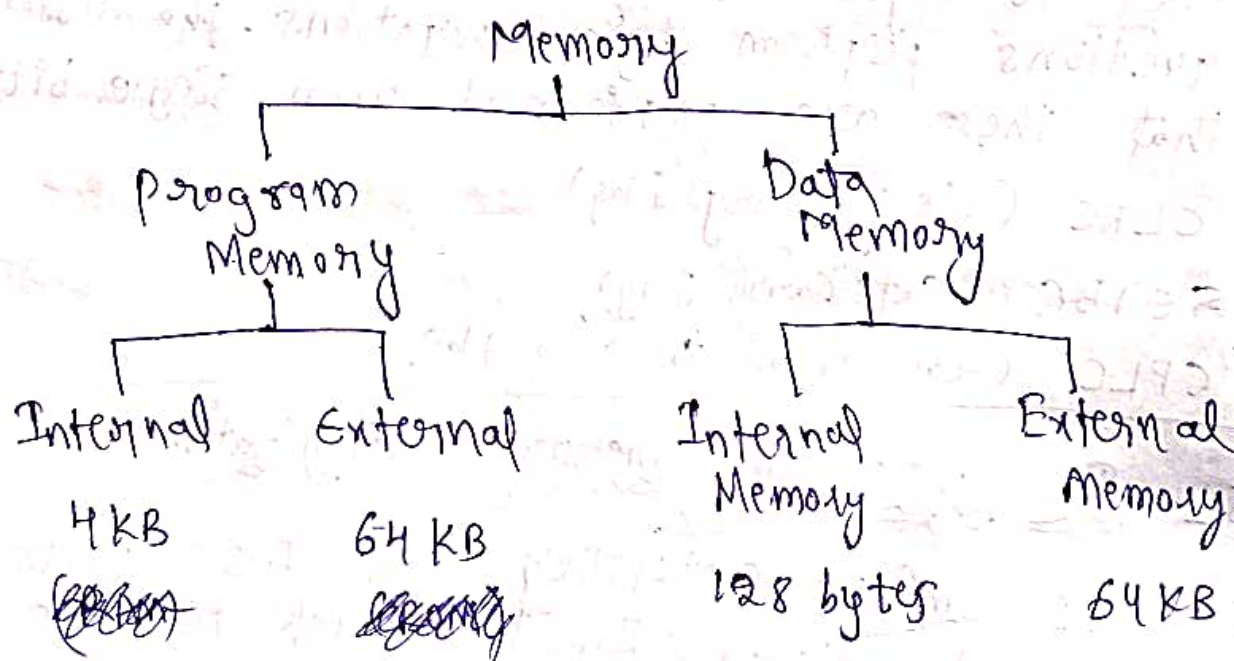 Memory
Program
Memory
Data
Memory
Internal
External
Internal
Memory
External
Memory
4 KB
64 KB
128 bytes
64 KB